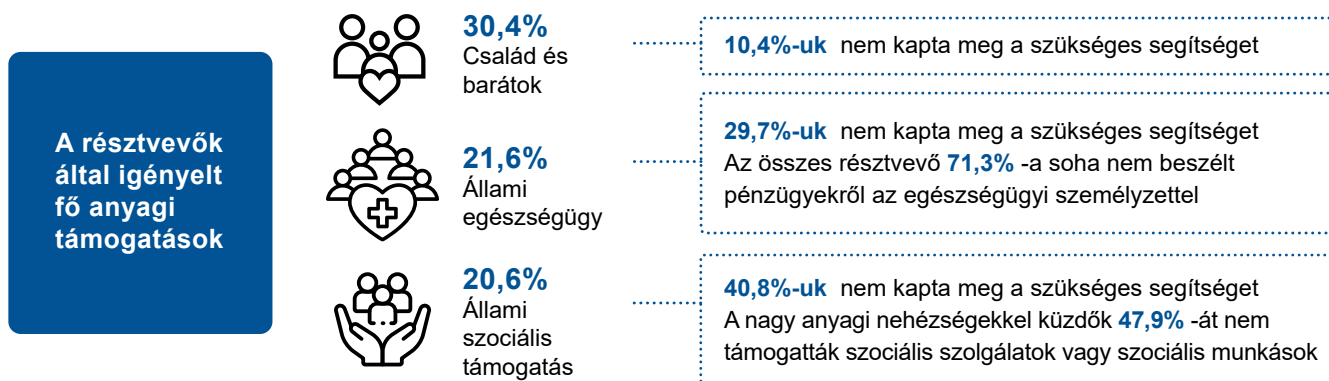 A résztvevők
által igényelt
fő anyagi
támogatások
30,4%
Család és
barátok
10,4%-uk nem kapta meg a szükséges segítséget
21,6%
Állami
egészségügy
29,7%-uk nem kapta meg a szükséges segítséget
Az összes résztvevő 71,3% -a soha nem beszélt
pénzügyekről az egészségügyi személyzettel
20,6%
Állami
szociális
támogatás
40,8%-uk nem kapta meg a szükséges segítséget
A nagy anyagi nehézségekkel küzdők 47,9% -át nem
támogatták szociális szolgálatok vagy szociális munkások